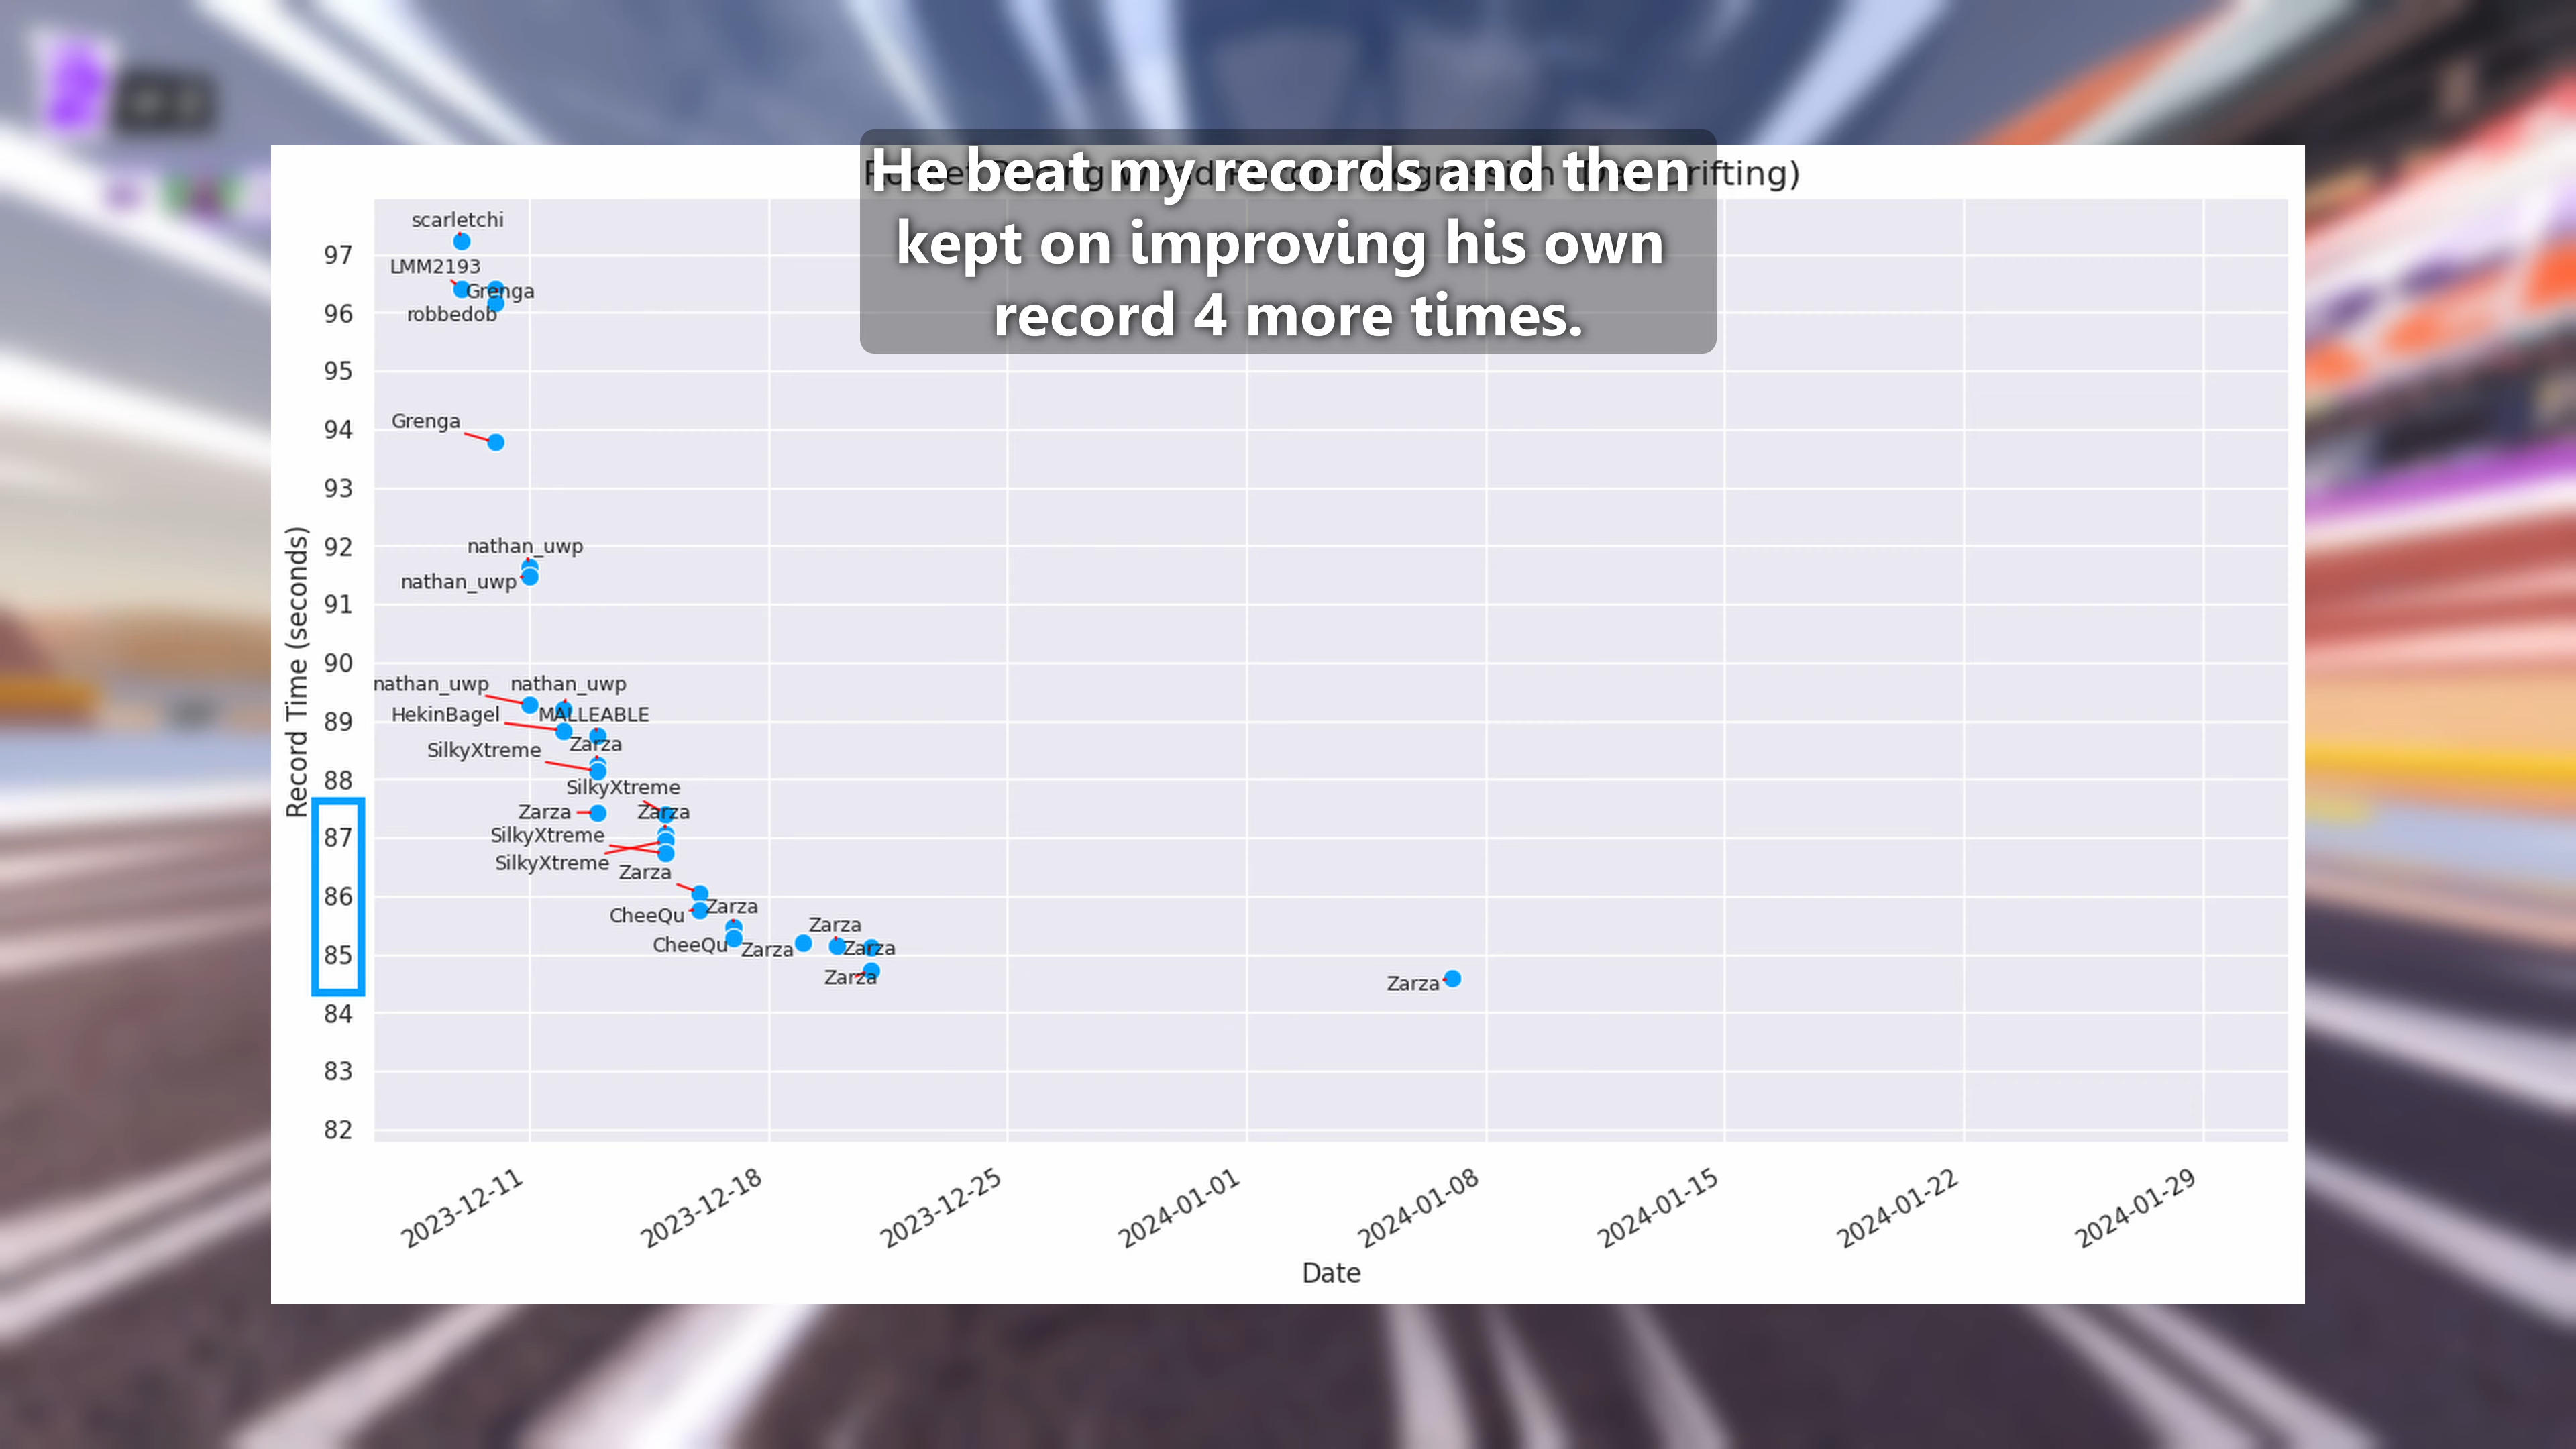 He beat my records and then
kept on improving his own
record 4 more times.
Drifting)
scarletchi
97
LMM2193
Grenga
96
robbedob
95
Grenga
94
93
nathan_uwp
92
nathan_uwp
91
Record Time (seconds)
90
nathan_uwp nathan_uwp
HekinBagel MALLEABLE
89
Zarza
SilkyXtreme
88
SilkyXtreme
Zarza Zarza
SilkyXtreme
87
SilkyXtreme
Zarza
86
Zarza
CheeQu
Zarza
CheeQu Zarza Zarza
85
Zarza
Zarza
84
83
82
2023-12-11
2023-12-18
2023-12-25
2024-01-01
2024-01-08
2024-01-15
2024-01-22
2024-01-29
Date